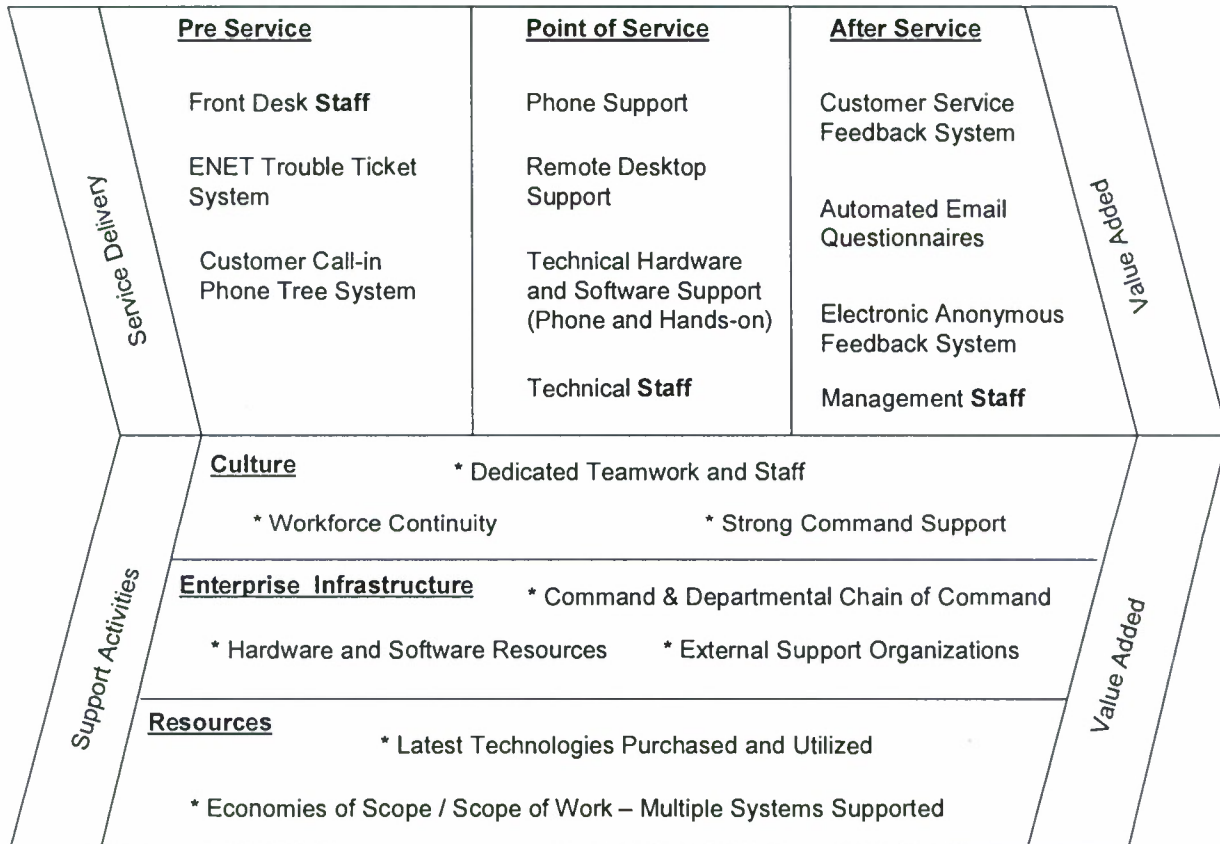 Service Delivery
Pre Service
Front Desk Staff
ENET Trouble Ticket
System
Customer Call-in
Phone Tree System
Point of Service
Phone Support
Remote Desktop
Support
Technical Hardware
and Software Support
(Phone and Hands-on)
Technical Staff
After Service
Customer Service
Feedback System
Automated Email
Questionnaires
Electronic Anonymous
Feedback System
Management Staff
Value Added
Support Activities
Culture
* Dedicated Teamwork and Staff
* Workforce Continuity
* Strong Command Support
Enterprise Infrastructure
* Command & Departmental Chain of Command
* Hardware and Software Resources
* External Support Organizations
Resources
* Latest Technologies Purchased and Utilized
* Economies of Scope / Scope of Work – Multiple Systems Supported
Value Added